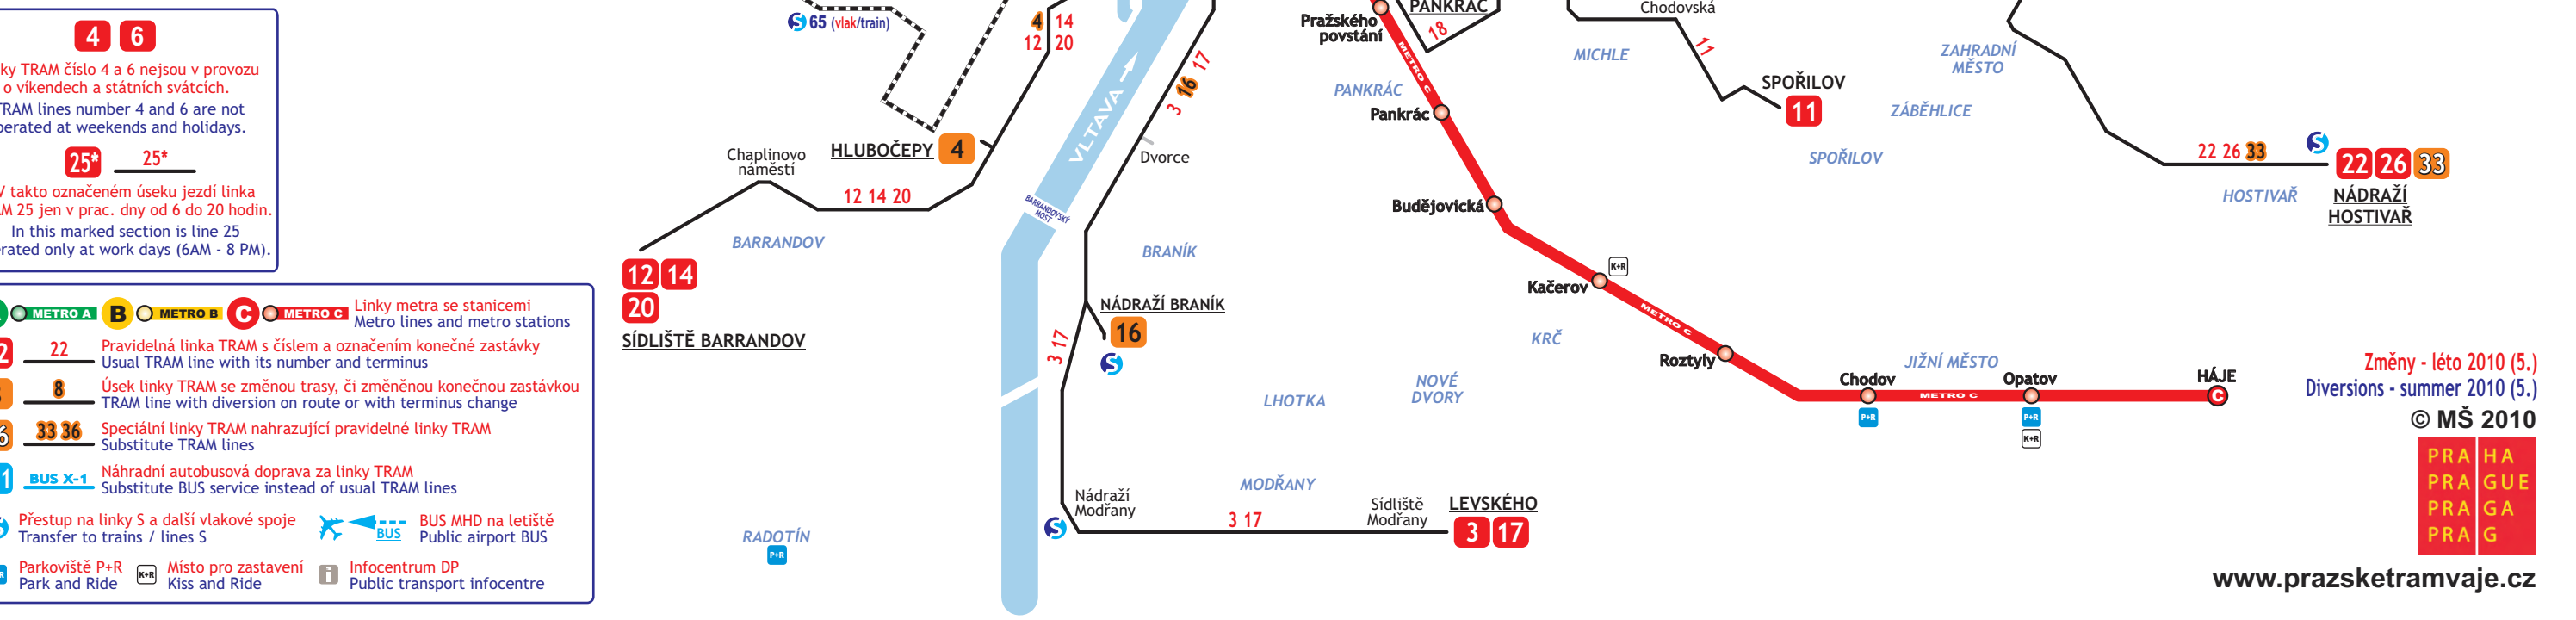 4 6
ky TRAM číslo 4 a 6 nejsou v provozu
o víkendech a státních svátcích.
TRAM lines number 4 and 6 are not
perated at weekends and holidays.
25* 25*
V takto označeném úseku jezdí linka
AM 25 jen v prac. dny od 6 do 20 hodin.
In this marked section is line 25
rated only at work days (6AM - 8 PM).
METRO A B METRO B C METRO C
Linky metra se stanicemi
Metro lines and metro stations
2 22
Pravidelná linka TRAM s číslem a označením konečné zastávky
Usual TRAM line with its number and terminus
8
Úsek linky TRAM se změnou trasy, či změněnou konečnou zastávkou
TRAM line with diversion on route or with terminus change
6 33 36
Speciální linky TRAM nahrazující pravidelné linky TRAM
Substitute TRAM lines
1 BUS X-1
Náhradní autobusová doprava za linky TRAM
Substitute BUS service instead of usual TRAM lines
Přestup na linky S a další vlakové spoje
Transfer to trains / lines S
BUS
BUS MHD na letiště
Public airport BUS
R
Parkoviště P+R
Park and Ride
K+R
Místo pro zastavení
Kiss and Ride
i
Infocentrum DP
Public transport infocentre
S 65 (vlak/train)
4 14
12 20
HLUBOČEPY 4
Chaplinovo
náměstí
12 14 20
BARRANDOV
12 14
20
SÍDLIŠTĚ BARRANDOV
RADOTÍN
P+R
VLTAVA
BARRANDOVSKÝ
MOST
3 16 17
Dvorce
BRANÍK
NÁDRAŽÍ BRANÍK
16
S
3 17
Nádraží
Modřany
S
3 17
MODŘANY
Sídliště
Modřany
LEVSKÉHO
3 17
LHOTKA
NOVÉ
DVORY
KRČ
Pražského
povstání
PANKRÁC
18
METRO C
PANKRÁC
Pankrác
Budějovická
Kačerov
K+R
METRO C
Roztyly
Chodov
P+R
METRO C
JIŽNÍ MĚSTO
Opatov
P+R
K+R
HÁJE
C
MICHLE
Chodovská
11
SPOŘILOV
11
ZAHRADNÍ
MĚSTO
ZÁBĚHLICE
SPOŘILOV
22 26 33
S
22 26 33
HOSTIVAŘ
NÁDRAŽÍ
HOSTIVAŘ
Změny - léto 2010 (5.)
Diversions - summer 2010 (5.)
© MŠ 2010
PRA HA
PRA GUE
PRA GA
PRA G
www.prazsketramvaje.cz